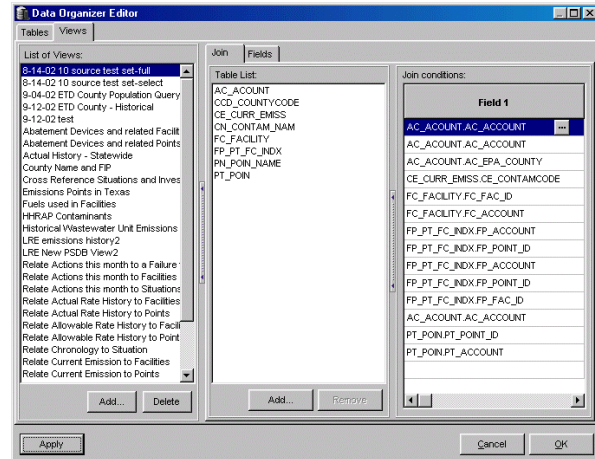 Data Organizer Editor
Tables
Views
List of Views:
8-14-02 10 source test set-full
8-14-02 10 source test set-select
9-04-02 ETD County Population Query
9-12-02 ETD County - Historical
9-12-02 test
Abatement Devices and related Facilit
Abatement Devices and related Points
Actual History - Statewide
County Name and FIP
Cross Reference Situations and Inves
Emissions Points in Texas
Fuels used in Facilities
HHRAP Contaminants
Historical Wastewater Unit Emissions
LRE emissions history2
LRE New PSDB View2
Relate Actions this month to a Failure
Relate Actions this month to Facilities
Relate Actions this month to Situations
Relate Actual Rate History to Facilities
Relate Actual Rate History to Points
Relate Allowable Rate History to Facili
Relate Allowable Rate History to Point
Relate Chronology to Situation
Relate Current Emission to Facilities
Relate Current Emission to Points
Add...
Delete
Join
Fields
Table List:
AC_ACOUNT
CCD_COUNTYCODE
CE_CURR_EMISS
CN_CONTAM_NAM
FC_FACILITY
FP_PT_FC_INDX
PN_POIN_NAME
PT_POIN
Add...
Remove
Join conditions:
Field 1
AC_ACOUNT.AC_ACCOUNT ...
AC_ACOUNT.AC_ACCOUNT
AC_ACOUNT.AC_EPA_COUNTY
CE_CURR_EMISS.CE_CONTAMCODE
FC_FACILITY.FC_FAC_ID
FC_FACILITY.FC_ACCOUNT
FP_PT_FC_INDX.FP_ACCOUNT
FP_PT_FC_INDX.FP_POINT_ID
FP_PT_FC_INDX.FP_ACCOUNT
FP_PT_FC_INDX.FP_POINT_ID
FP_PT_FC_INDX.FP_FAC_ID
AC_ACOUNT.AC_ACCOUNT
PT_POIN.PT_POINT_ID
PT_POIN.PT_ACCOUNT
Apply
Cancel
OK